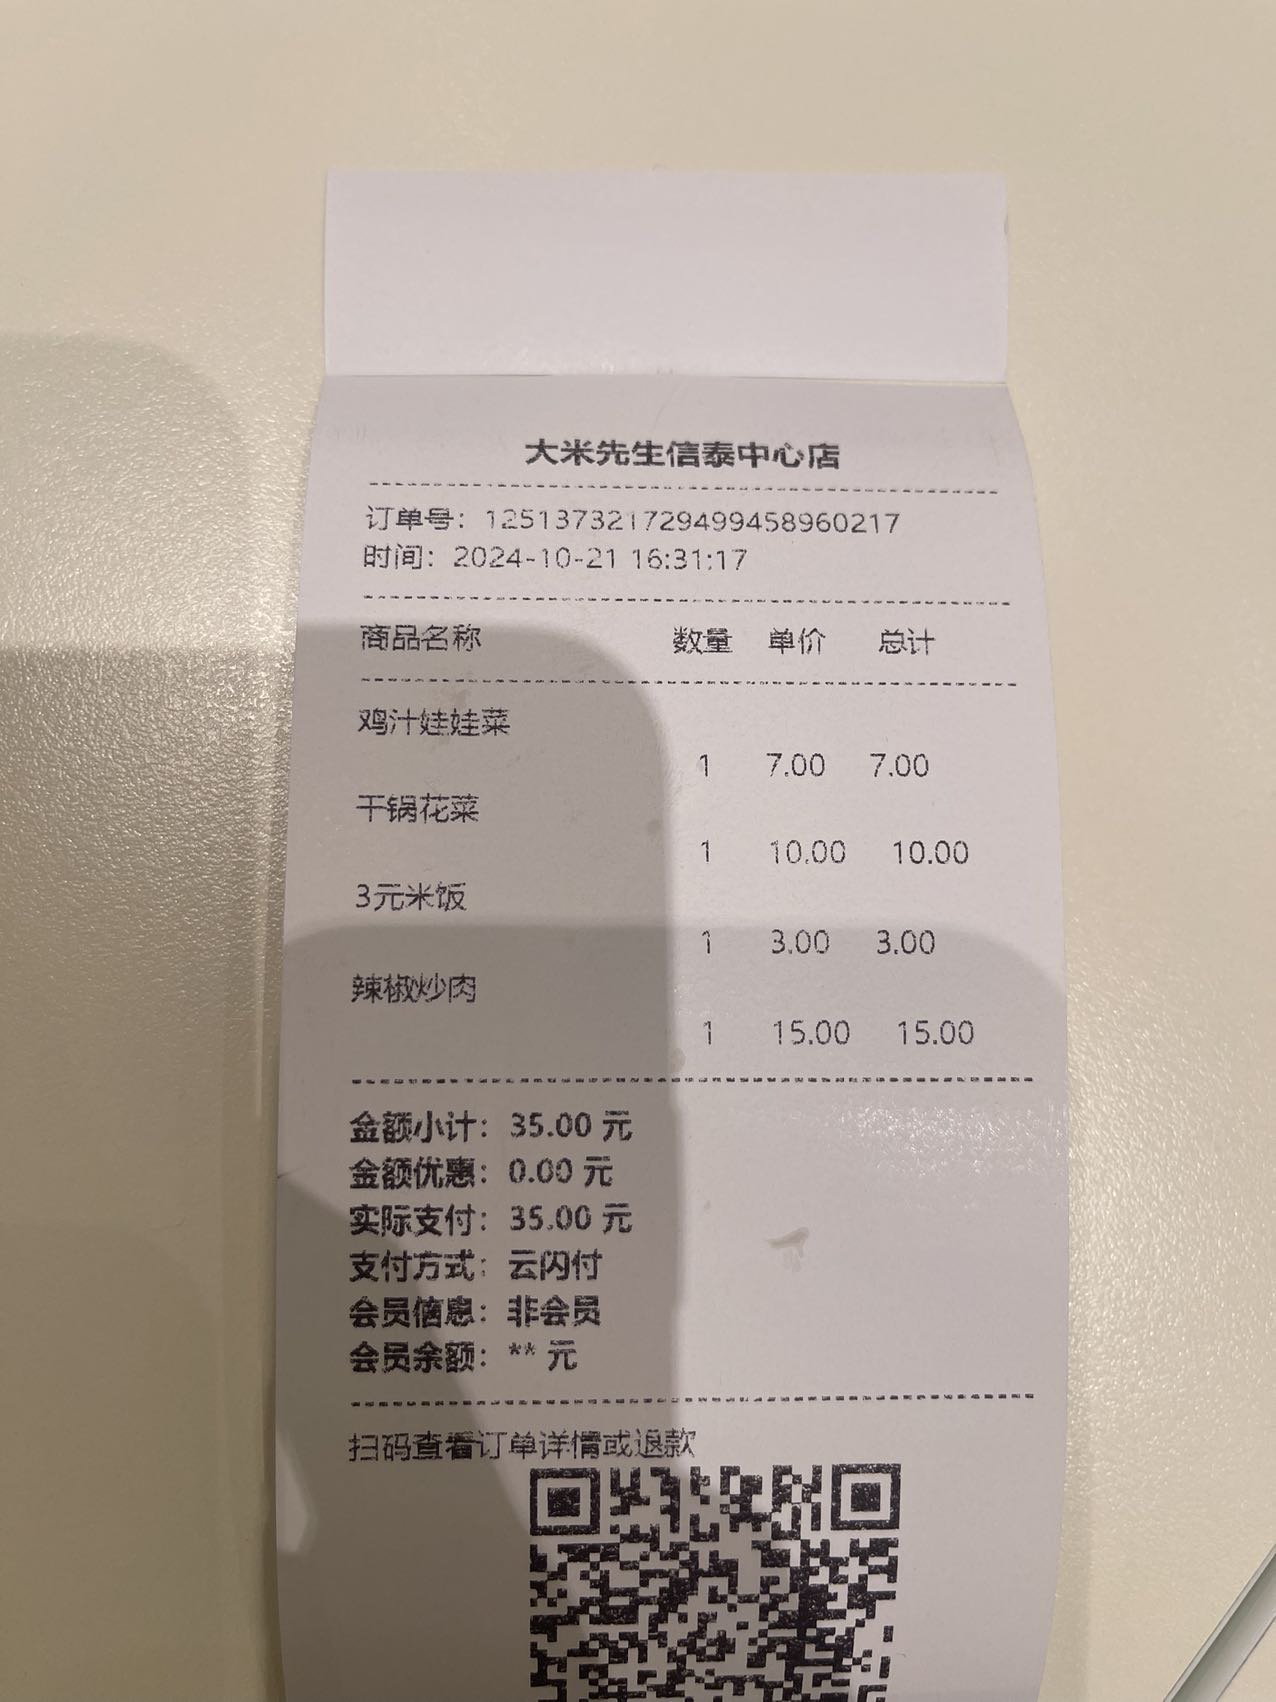 大米先生信泰中心店
订单号：1251373217294994589​60217
时间：2024-10-21 16:31:17
商品名称 数量 单价 总计
鸡汁娃娃菜
1 7.00 7.00
干锅花菜
1 10.00 10.00
3元米饭
1 3.00 3.00
辣椒炒肉
1 15.00 15.00
金额小计：35.00 元
金额优惠：0.00 元
实际支付：35.00 元
支付方式：云闪付
会员信息：非会员
会员余额：** 元
扫码查看订单详情或退款